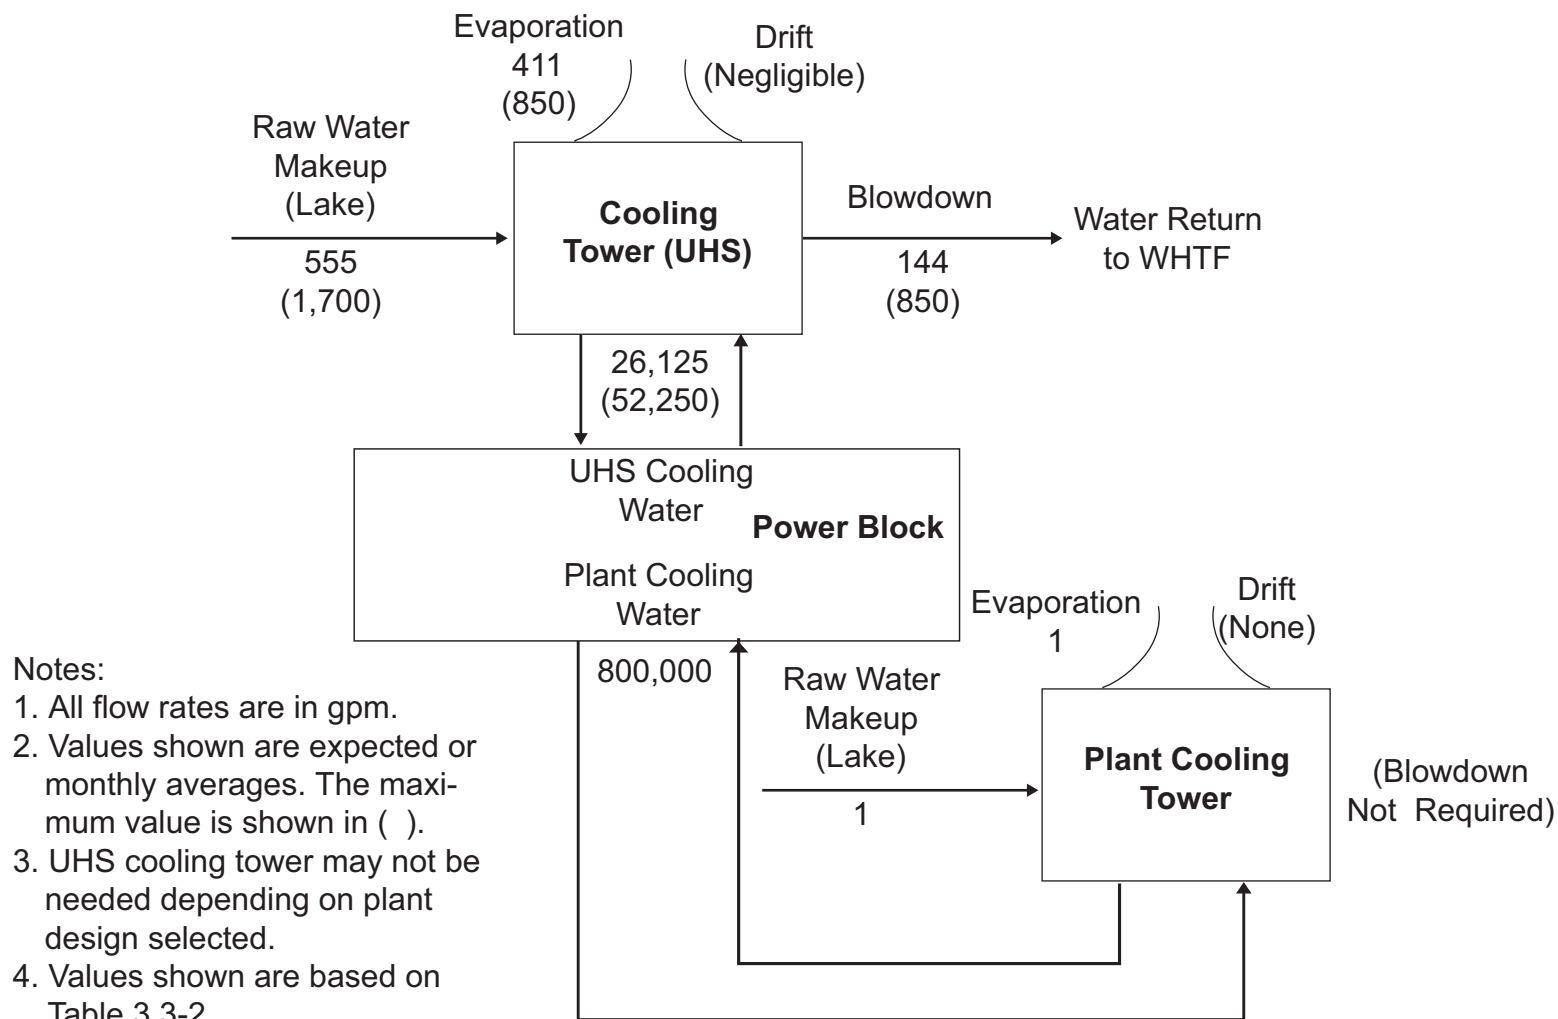 Evaporation
411
(850)
Drift
(Negligible)
Raw Water
Makeup
(Lake)
555
(1,700)
Cooling
Tower (UHS)
Blowdown
144
(850)
Water Return
to WHTF
26,125
(52,250)
UHS Cooling
Water
Power Block
Plant Cooling
Water
800,000
Evaporation
1
Drift
(None)
Raw Water
Makeup
(Lake)
1
Plant Cooling
Tower
(Blowdown
Not Required)
Notes:
1. All flow rates are in gpm.
2. Values shown are expected or
monthly averages. The maxi-
mum value is shown in ( ).
3. UHS cooling tower may not be
needed depending on plant
design selected.
4. Values shown are based on
Table 3.3-2